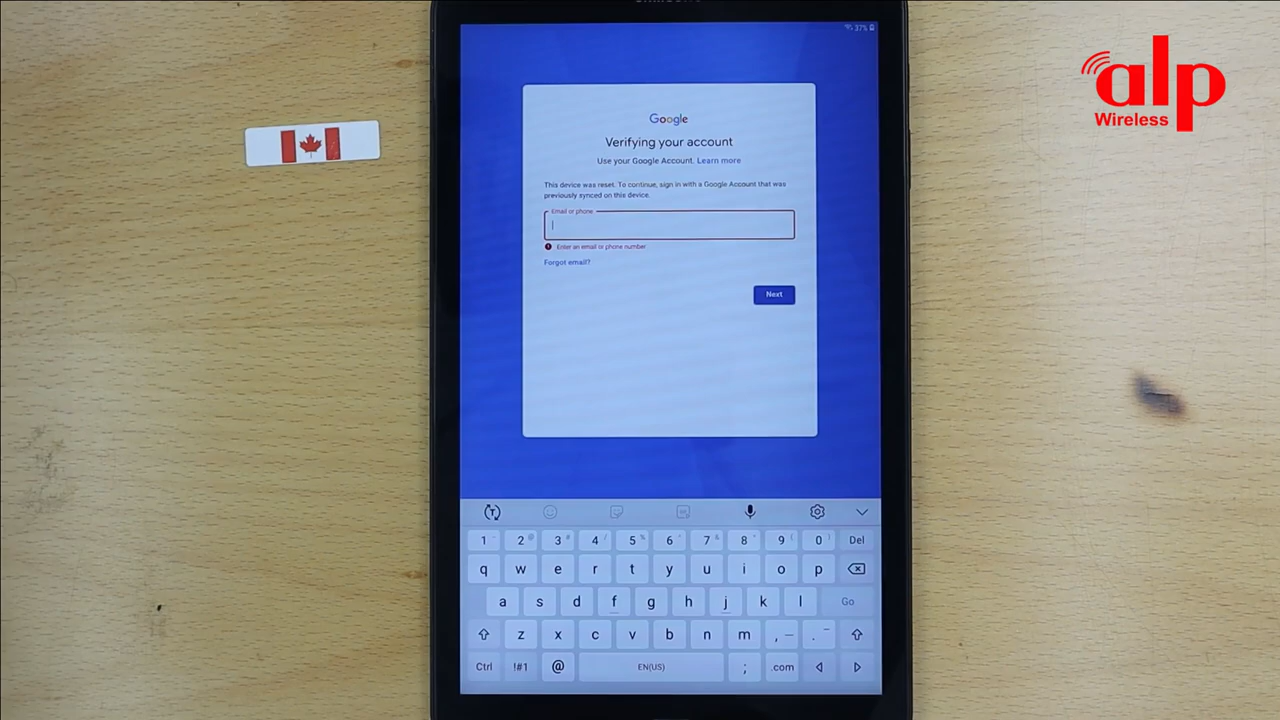 37%
alp
Wireless
Google
Verifying your account
Use your Google Account. Learn more
This device was reset. To continue, sign in with a Google Account that was
previously synced on this device.
Email or phone
Enter an email or phone number
Forgot email?
Next
1 2 3 4 5 6 7 8 9 0 Del
q w e r t y u i o p
a s d f g h j k l Go
z x c v b n m , .
Ctrl !#1 @ EN(US) ; .com